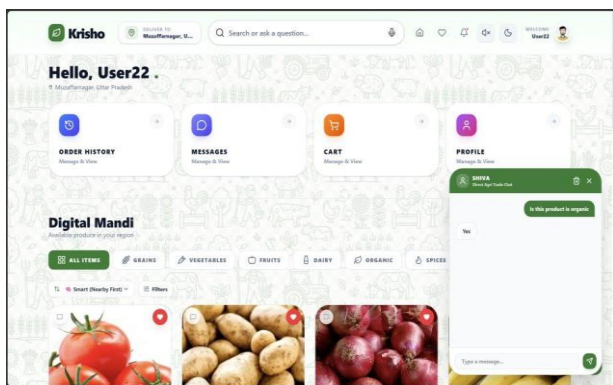 Krisho
DELIVER TO
Muzaffarnagar, U...
Search or ask a question...
WELCOME
User22
Hello, User22 .
Muzaffarnagar, Uttar Pradesh
ORDER HISTORY
Manage & View
MESSAGES
Manage & View
CART
Manage & View
PROFILE
Manage & View
SHIVA
Direct Agri Trade Chat
Is this product is organic
Yes
Type a message...
Digital Mandi
Available produce in your region
ALL ITEMS
GRAINS
VEGETABLES
FRUITS
DAIRY
ORGANIC
SPICES
Smart (Nearby First)
Filters